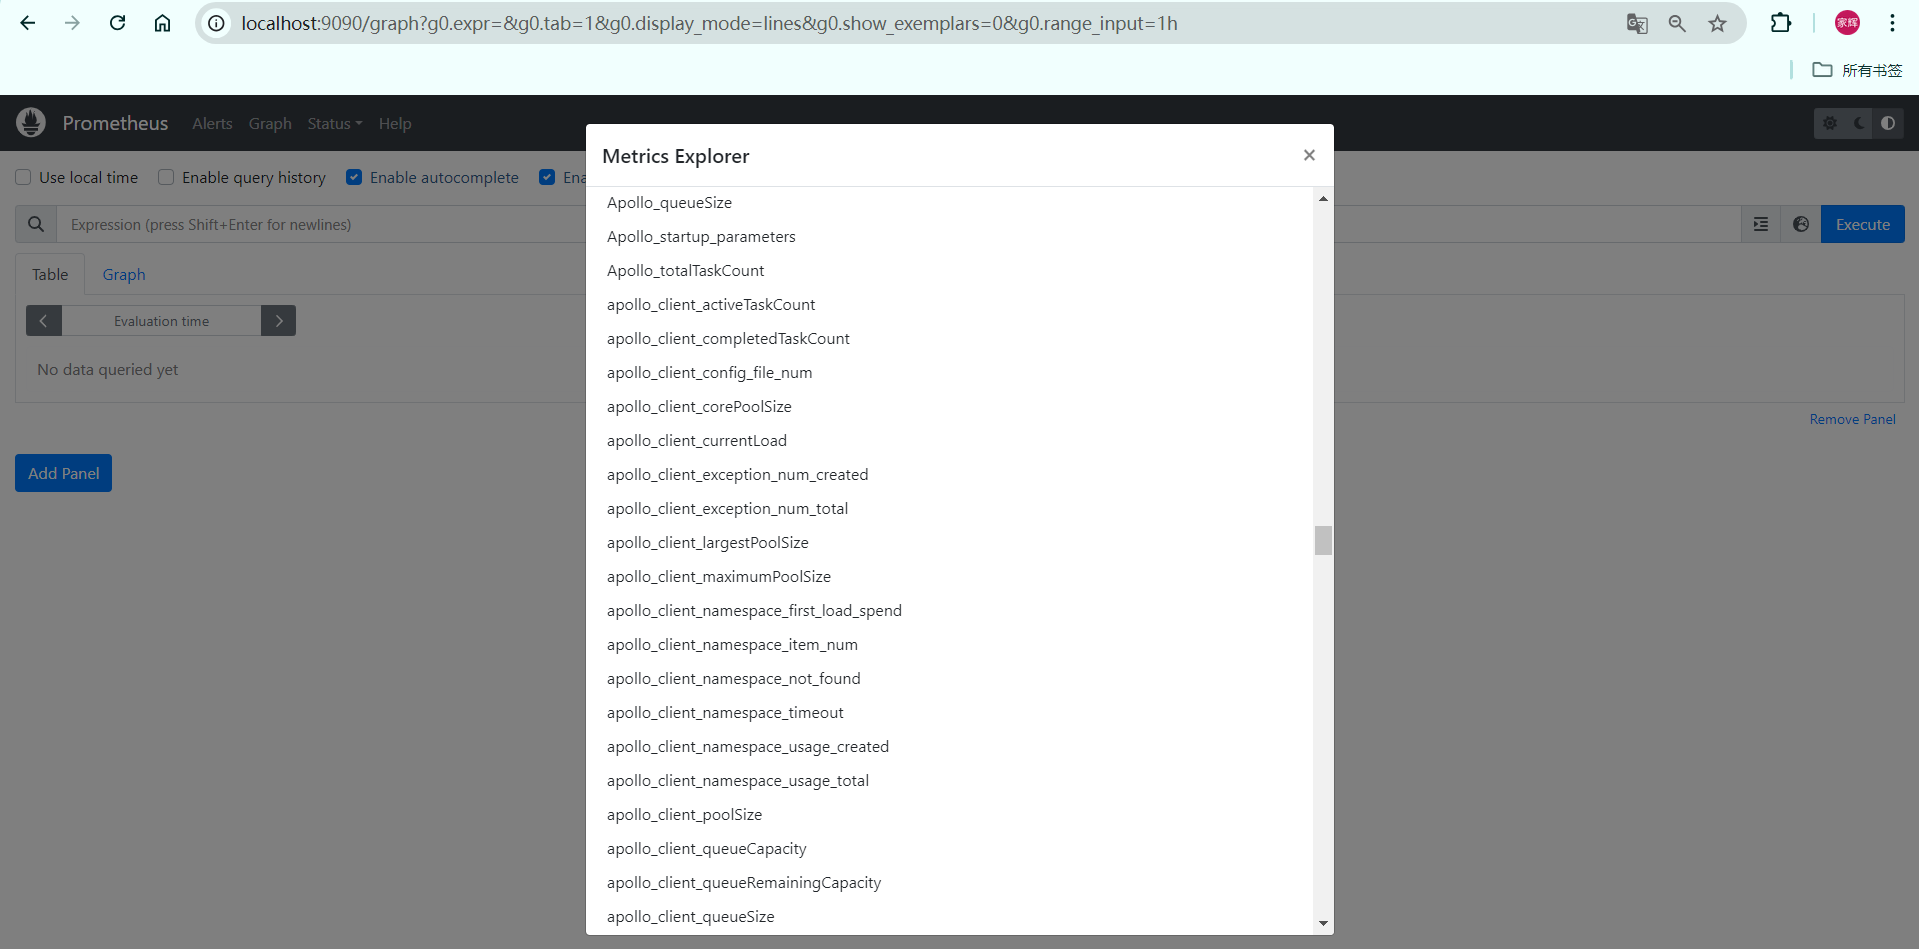 localhost:9090/graph?g0.expr=&g0.tab=1&g0.display_mode=lines&g0.show_exemplars=0&g0.range_input=1h
家辉
所有书签
Prometheus Alerts Graph Status Help
Metrics Explorer ×
Use local time Enable query history Enable autocomplete Ena
Expression (press Shift+Enter for newlines) Execute
Table Graph
Evaluation time
No data queried yet
Remove Panel
Add Panel
Apollo_queueSize
Apollo_startup_parameters
Apollo_totalTaskCount
apollo_client_activeTaskCount
apollo_client_completedTaskCount
apollo_client_config_file_num
apollo_client_corePoolSize
apollo_client_currentLoad
apollo_client_exception_num_created
apollo_client_exception_num_total
apollo_client_largestPoolSize
apollo_client_maximumPoolSize
apollo_client_namespace_first_load_spend
apollo_client_namespace_item_num
apollo_client_namespace_not_found
apollo_client_namespace_timeout
apollo_client_namespace_usage_created
apollo_client_namespace_usage_total
apollo_client_poolSize
apollo_client_queueCapacity
apollo_client_queueRemainingCapacity
apollo_client_queueSize